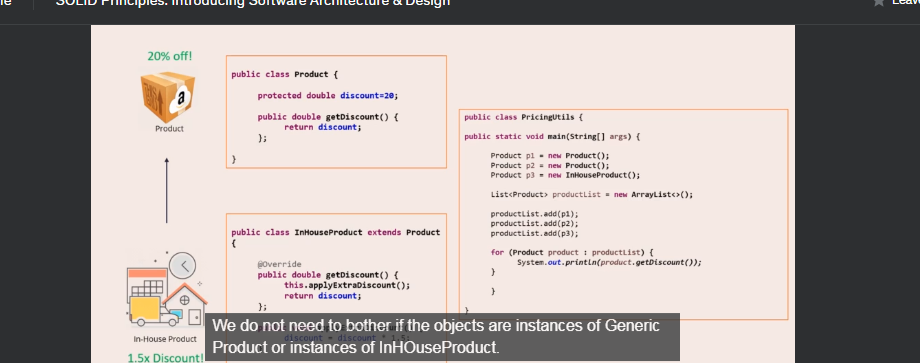 SOLID Principles: Introducing Software Architecture & Design
20% off!
a
Product
public class Product {
protected double discount=20;
public double getDiscount() {
return discount;
};
}
In-House Product
1.5x Discount!
public class InHouseProduct extends Product
{
@Override
public double getDiscount() {
this.applyExtraDiscount();
return discount;
};
discount = discount * 1.5;
public class PricingUtils {
public static void main(String[] args) {
Product p1 = new Product();
Product p2 = new Product();
Product p3 = new InHouseProduct();
List<Product> productList = new ArrayList<>();
productList.add(p1);
productList.add(p2);
productList.add(p3);
for (Product product : productList) {
System.out.println(product.getDiscount());
}
}
}
We do not need to bother if the objects are instances of Generic
Product or instances of InHOuseProduct.